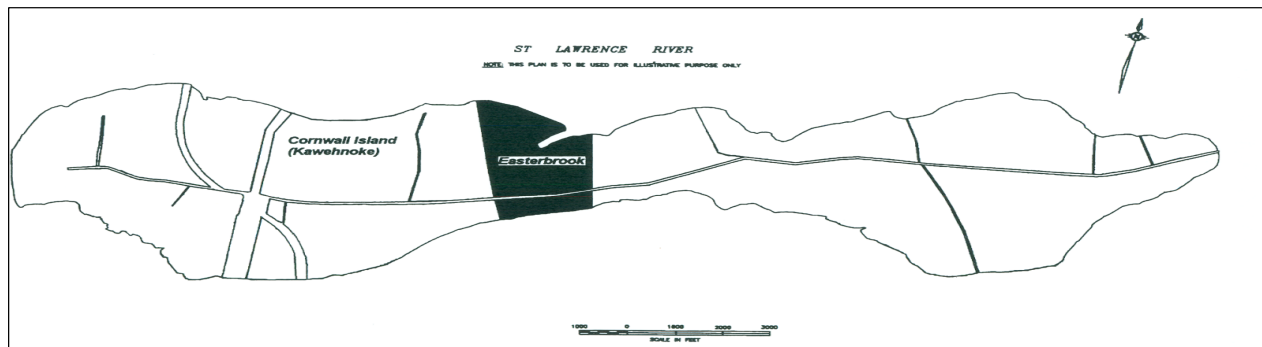 ST LAWRENCE RIVER
NOTE: THIS PLAN IS TO BE USED FOR ILLUSTRATIVE PURPOSE ONLY
Cornwall Island
(Kawehnoke)
Easterbrook
1000 0 1000 2000 3000
SCALE IN FEET